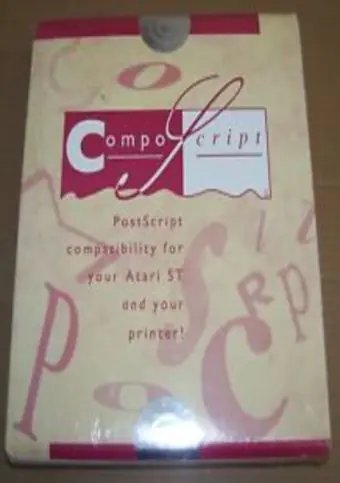 CompoScript
PostScript
compatibility for
your Atari ST
and your
printer!